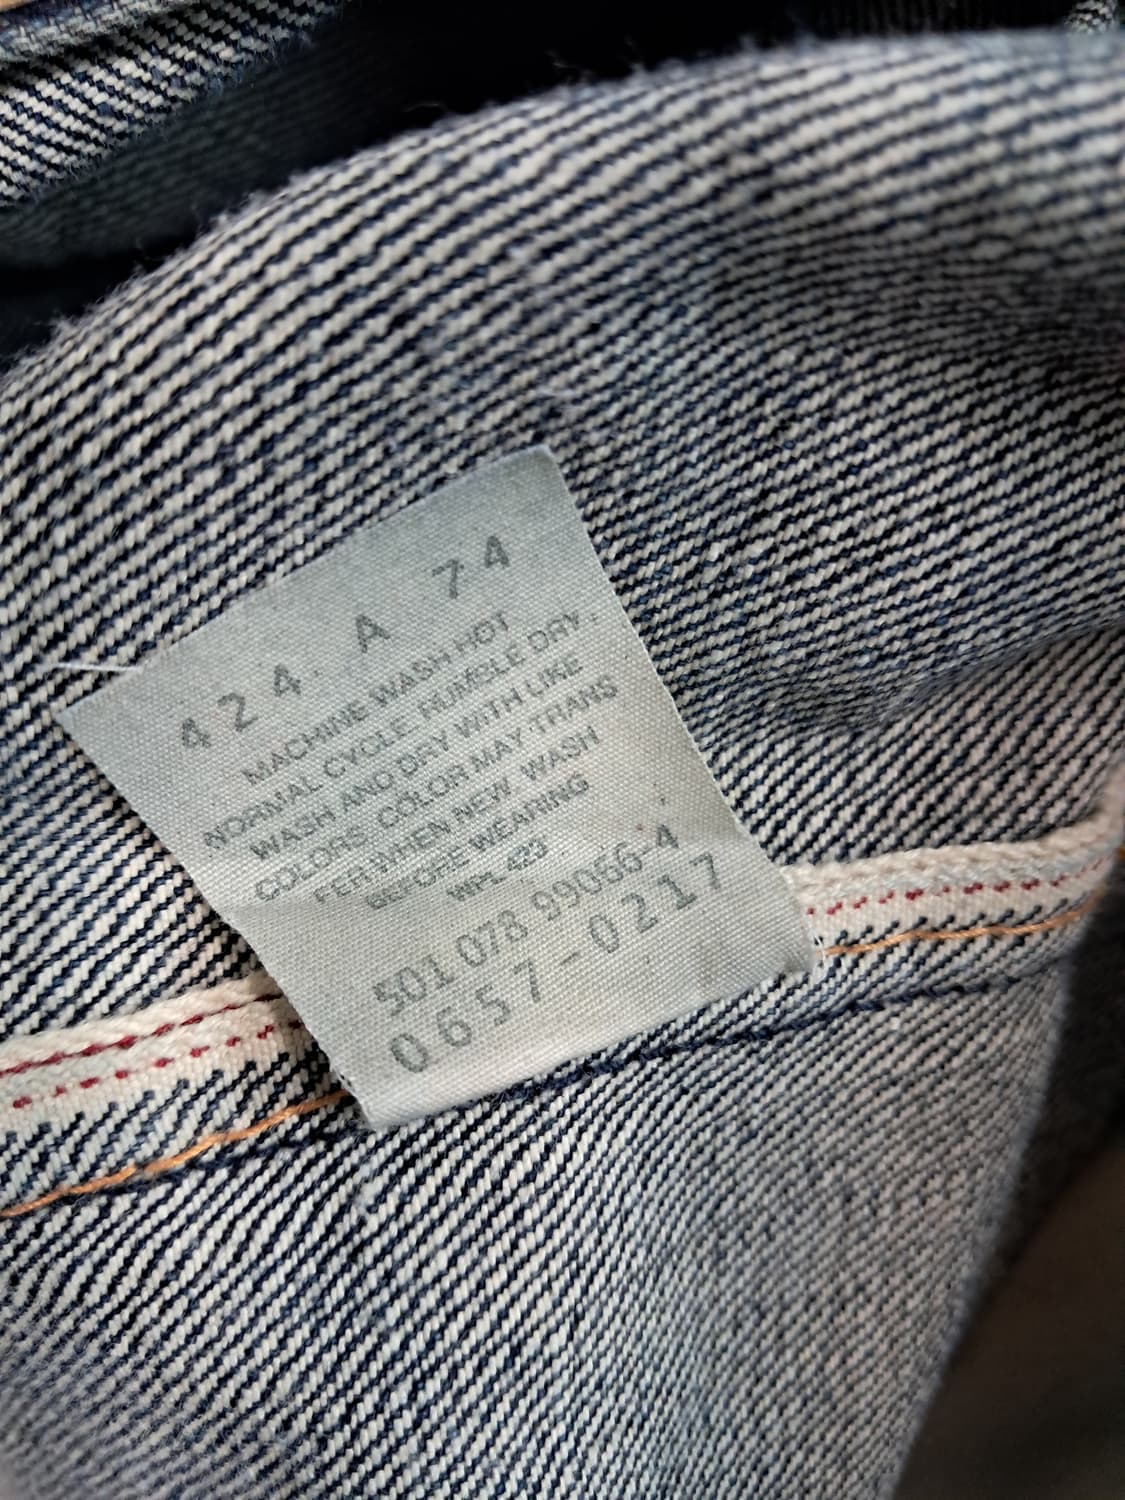 424. A 74
MACHINE WASH HOT
NORMAL CYCLE. RUMBLE DRY.
WASH AND DRY WITH LIKE
COLORS. COLOR MAY TRANS
FER WHEN NEW. WASH
BEFORE WEARING
WPL 423
501 078 99066-4
0657-0217